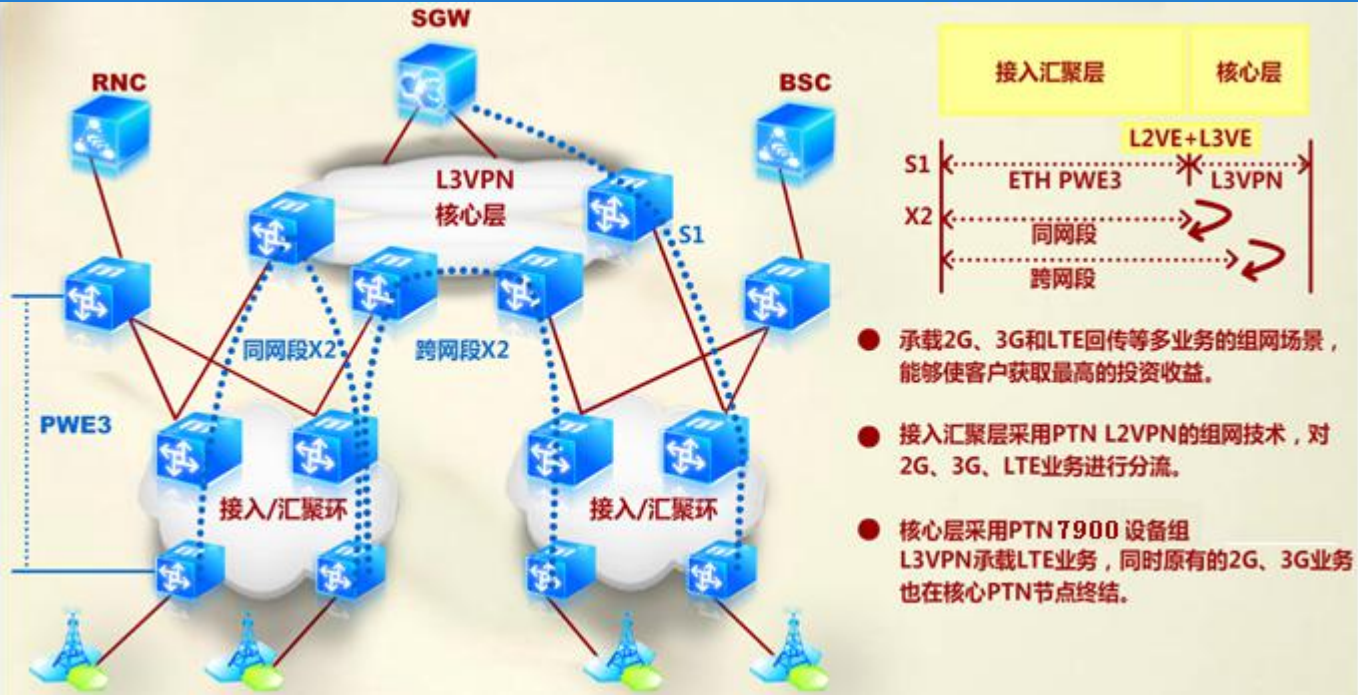 SGW
RNC
BSC
L3VPN
核心层
S1
同网段X2
跨网段X2
PWE3
接入/汇聚环
接入/汇聚环
接入汇聚层
核心层
L2VE+L3VE
S1
ETH PWE3
L3VPN
X2
同网段
跨网段
● 承载2G、3G和LTE回传等多业务的组网场景，
能够使客户获取最高的投资收益。
● 接入汇聚层采用PTN L2VPN的组网技术，对
2G、3G、LTE业务进行分流。
● 核心层采用PTN7900 设备组
L3VPN承载LTE业务，同时原有的2G、3G业务
也在核心PTN节点终结。